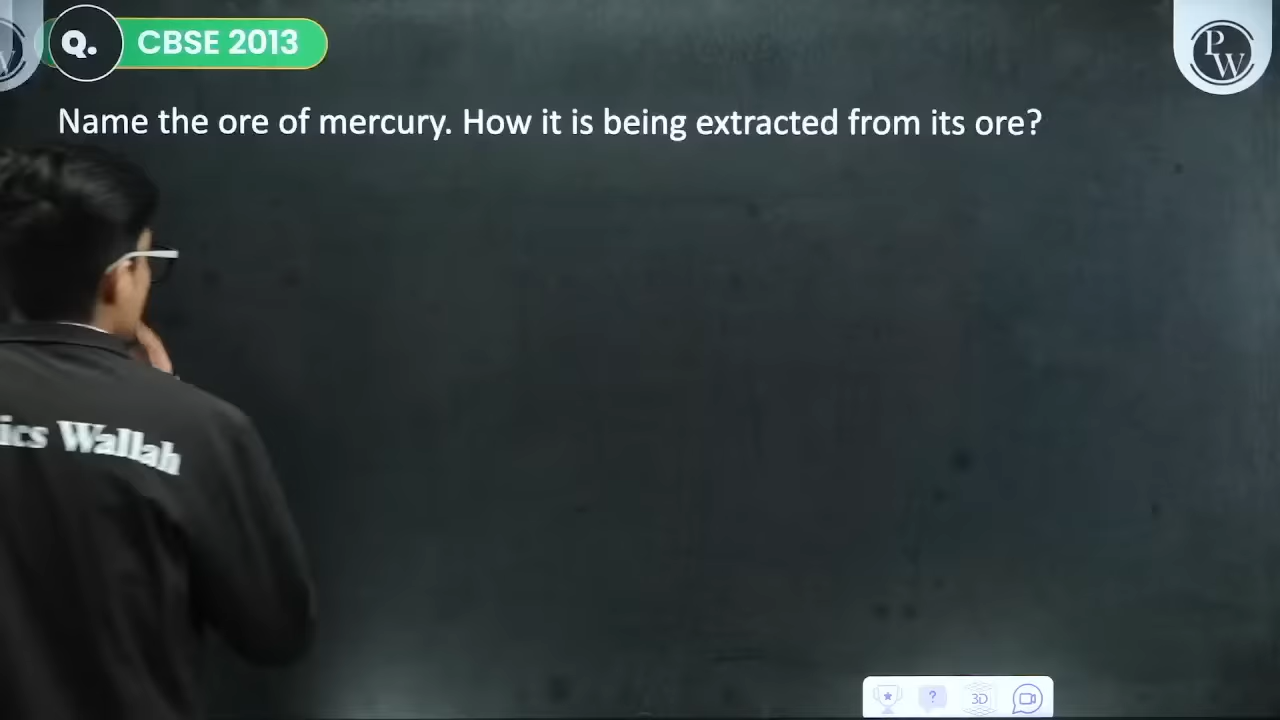 Q. CBSE 2013
PW
Name the ore of mercury. How it is being extracted from its ore?
ics Wallah
?
3D